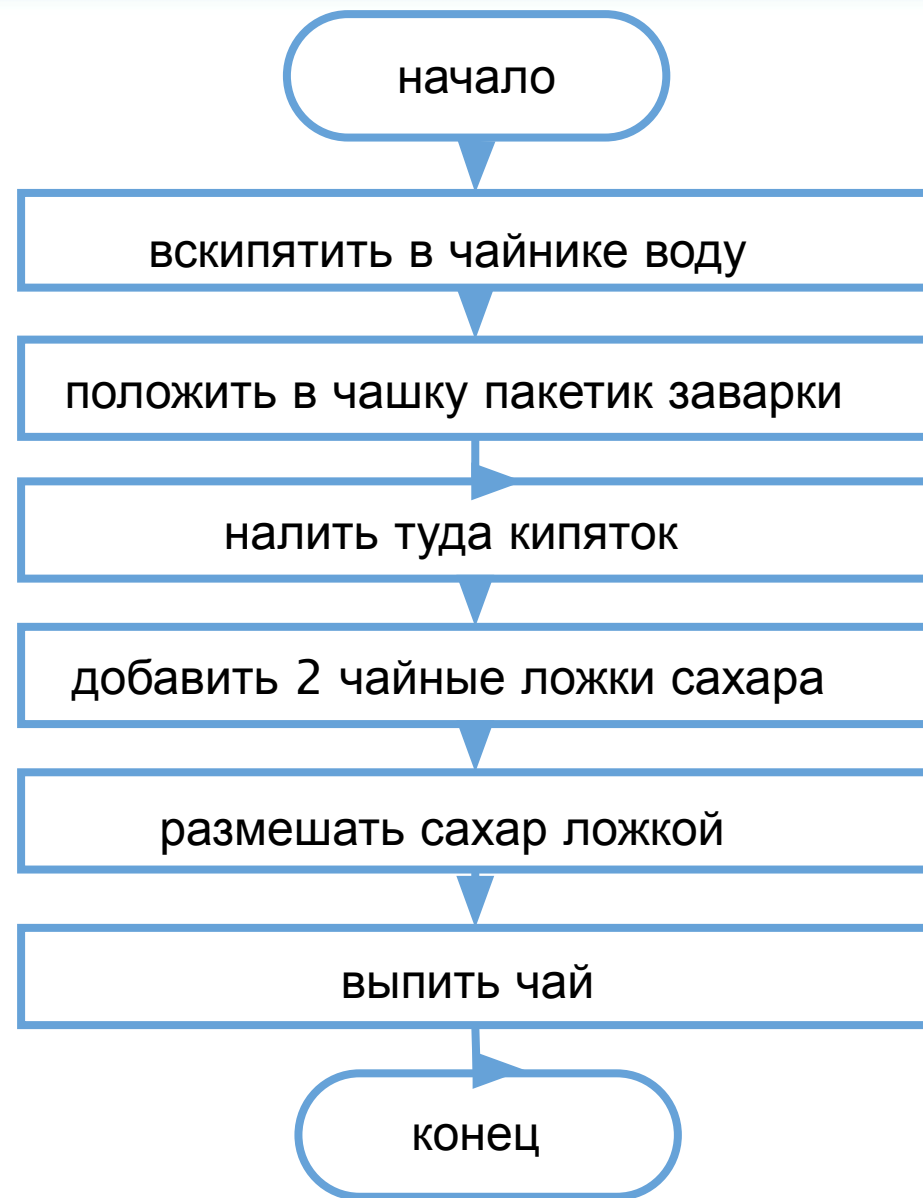 начало
вскипятить в чайнике воду
положить в чашку пакетик заварки
налить туда кипяток
добавить 2 чайные ложки сахара
размешать сахар ложкой
выпить чай
конец